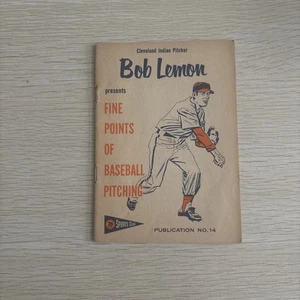 Cleveland Indian Pitcher
Bob Lemon
presents
FINE
POINTS
OF
BASEBALL
PITCHING
PUBLICATION NO. 14